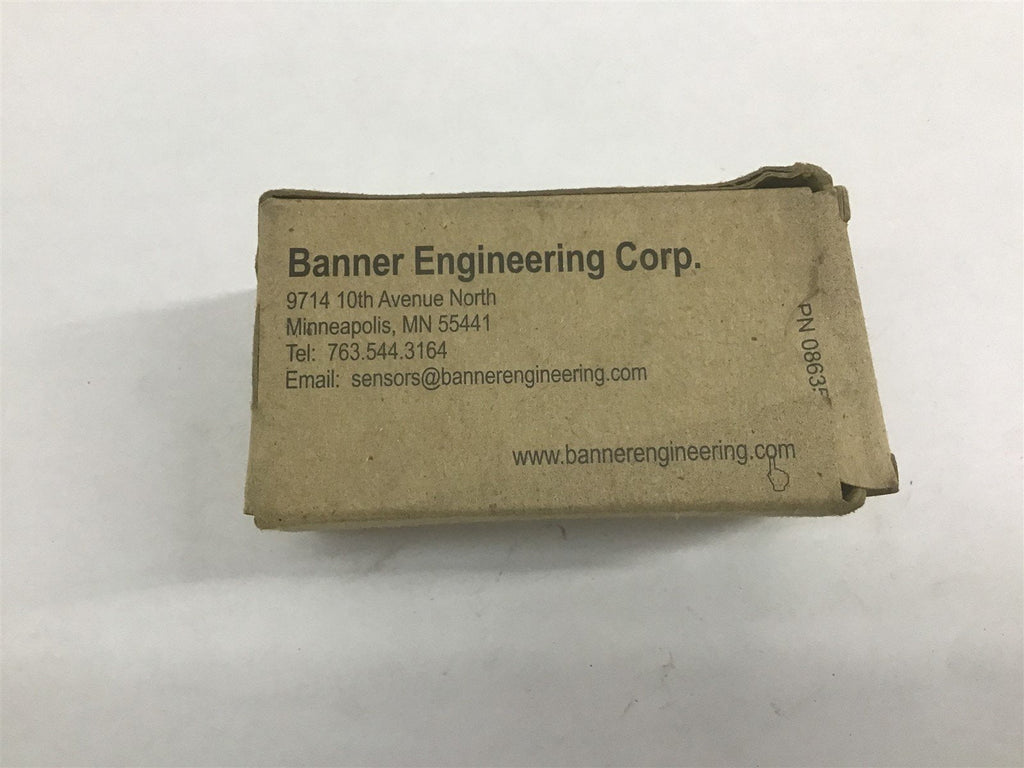 Banner Engineering Corp.
9714 10th Avenue North
Minneapolis, MN 55441
Tel: 763.544.3164
Email: sensors@bannerengineering.com
www.bannerengineering.com
PN